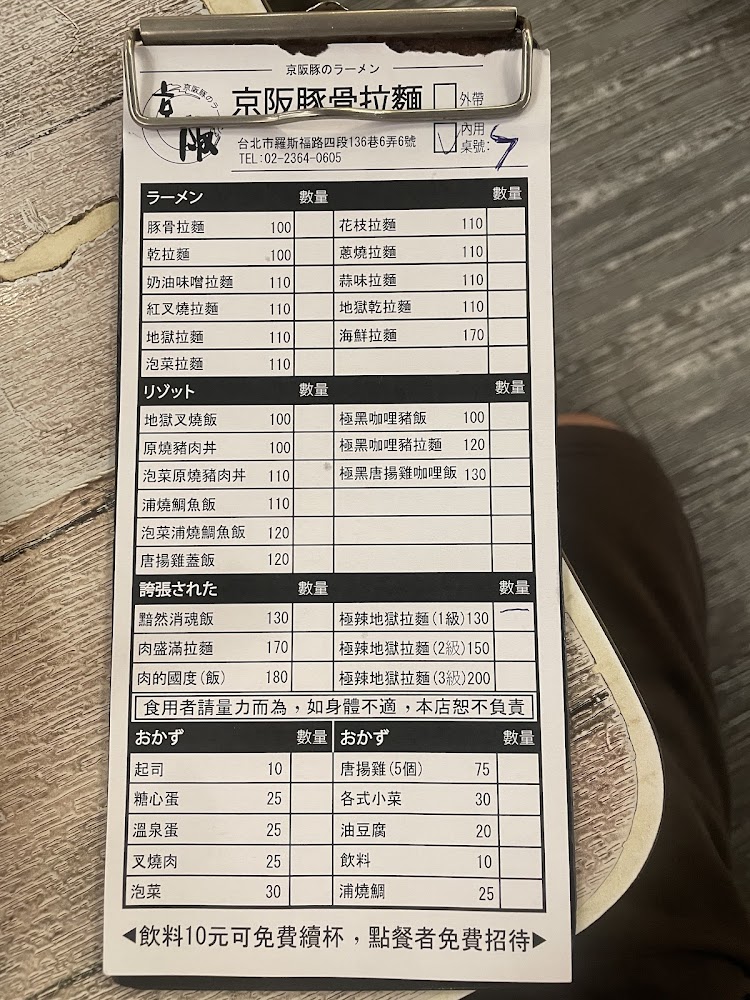 京阪豚のラーメン
京阪豚骨拉麵 外帶
內用
台北市羅斯福路四段136巷6弄6號 桌號:
TEL:02-2364-0605
京阪
ラーメン 數量 數量
豚骨拉麵 100 花枝拉麵 110
乾拉麵 100 蔥燒拉麵 110
奶油味噌拉麵 110 蒜味拉麵 110
紅叉燒拉麵 110 地獄乾拉麵 110
地獄拉麵 110 海鮮拉麵 170
泡菜拉麵 110
リゾット 數量 數量
地獄叉燒飯 100 極黑咖哩豬飯 100
原燒豬肉丼 100 極黑咖哩豬拉麵 120
泡菜原燒豬肉丼 110 極黑唐揚雞咖哩飯 130
浦燒鯛魚飯 110
泡菜浦燒鯛魚飯 120
唐揚雞蓋飯 120
誇張された 數量 數量
黯然消魂飯 130 極辣地獄拉麵(1級)130
肉盛滿拉麵 170 極辣地獄拉麵(2級)150
肉的國度(飯) 180 極辣地獄拉麵(3級)200
食用者請量力而為，如身體不適，本店恕不負責
おかず 數量 おかず 數量
起司 10 唐揚雞(5個) 75
糖心蛋 25 各式小菜 30
溫泉蛋 25 油豆腐 20
叉燒肉 25 飲料 10
泡菜 30 浦燒鯛 25
◀飲料10元可免費續杯，點餐者免費招待▶